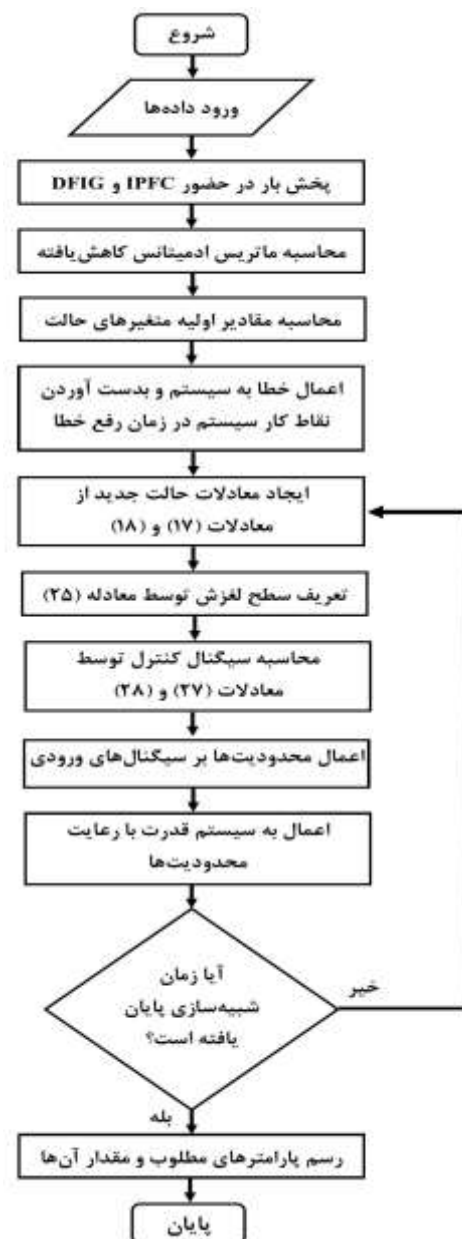 شروع
ورود داده‌ها
پخش بار در حضور IPFC و DFIG
محاسبه ماتریس ادمیتانس کاهش‌یافته
محاسبه مقادیر اولیه متغیرهای حالت
اعمال خطا به سیستم و بدست آوردن
نقاط کار سیستم در زمان رفع خطا
ایجاد معادلات حالت جدید از
معادلات (۱۷) و (۱۸)
تعریف سطح لغزش توسط معادله (۲۵)
محاسبه سیگنال کنترل توسط
معادلات (۲۷) و (۲۸)
اعمال محدودیت‌ها بر سیگنال‌های ورودی
اعمال به سیستم قدرت با رعایت
محدودیت‌ها
آیا زمان
شبیه‌سازی پایان
یافته است؟
خیر
بله
رسم پارامترهای مطلوب و مقدار آن‌ها
پایان